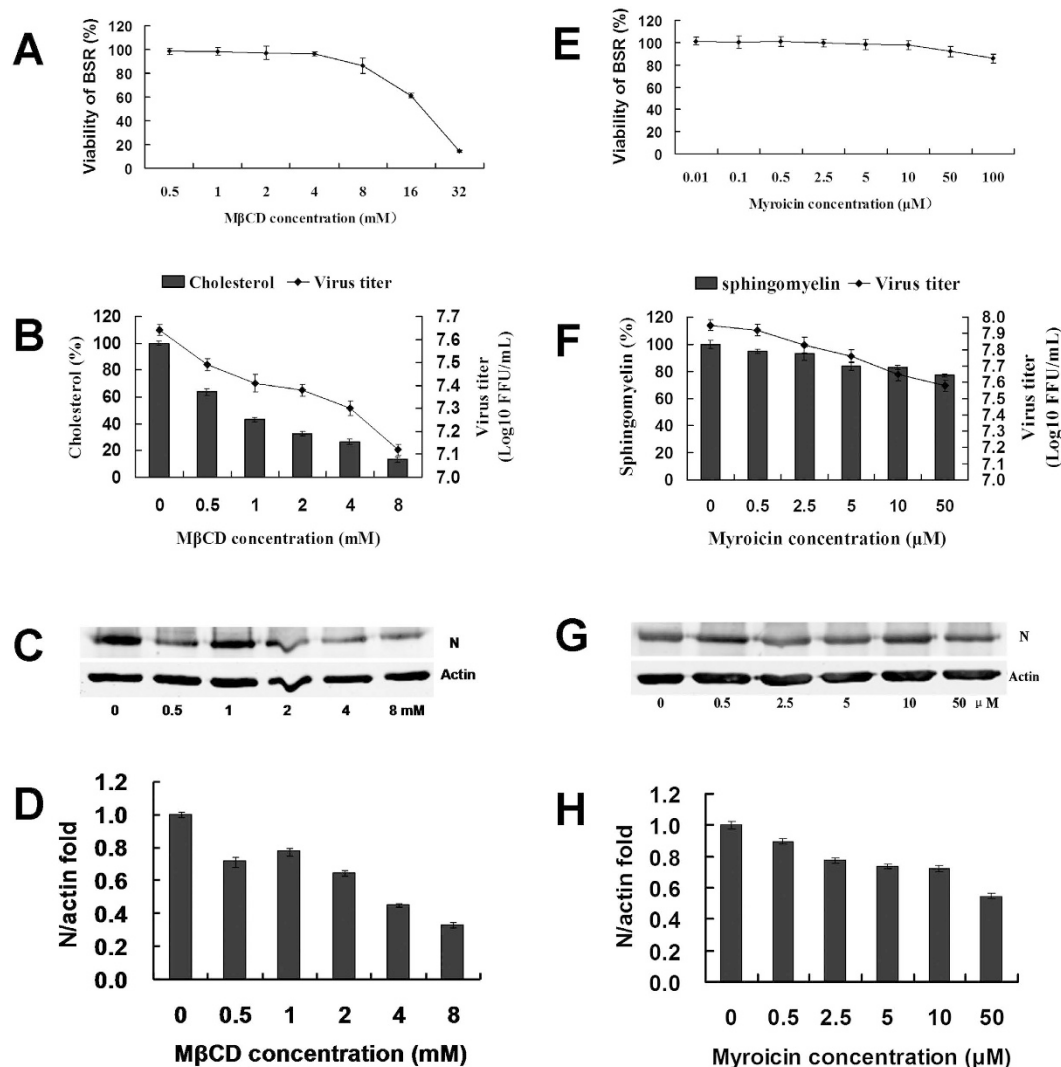 A
Viability of BSR (%)
120
100
80
60
40
20
0
0.5 1 2 4 8 16 32
MβCD concentration (mM)
E
Viability of BSR (%)
120
100
80
60
40
20
0
0.01 0.1 0.5 2.5 5 10 50 100
Myroicin concentration (μM)
B
Cholesterol Virus titer
Cholesterol (%)
120
100
80
60
40
20
0
7.7
7.6
7.5
7.4
7.3
7.2
7.1
7.0
Virus titer
(Log10 FFU/mL)
0 0.5 1 2 4 8
MβCD concentration (mM)
F
sphingomyelin Virus titer
Sphingomyelin (%)
120
100
80
60
40
20
0
8.0
7.9
7.8
7.7
7.6
7.5
7.4
7.3
7.2
7.1
7.0
Virus titer
(Log10 FFU/mL)
0 0.5 2.5 5 10 50
Myroicin concentration (μM)
C
N
Actin
0 0.5 1 2 4 8 mM
G
N
Actin
0 0.5 2.5 5 10 50 μ M
D
N/actin fold
1.2
1.0
0.8
0.6
0.4
0.2
0.0
0 0.5 1 2 4 8
MβCD concentration (mM)
H
N/actin fold
1.2
1.0
0.8
0.6
0.4
0.2
0.0
0 0.5 2.5 5 10 50
Myroicin concentration (μM)